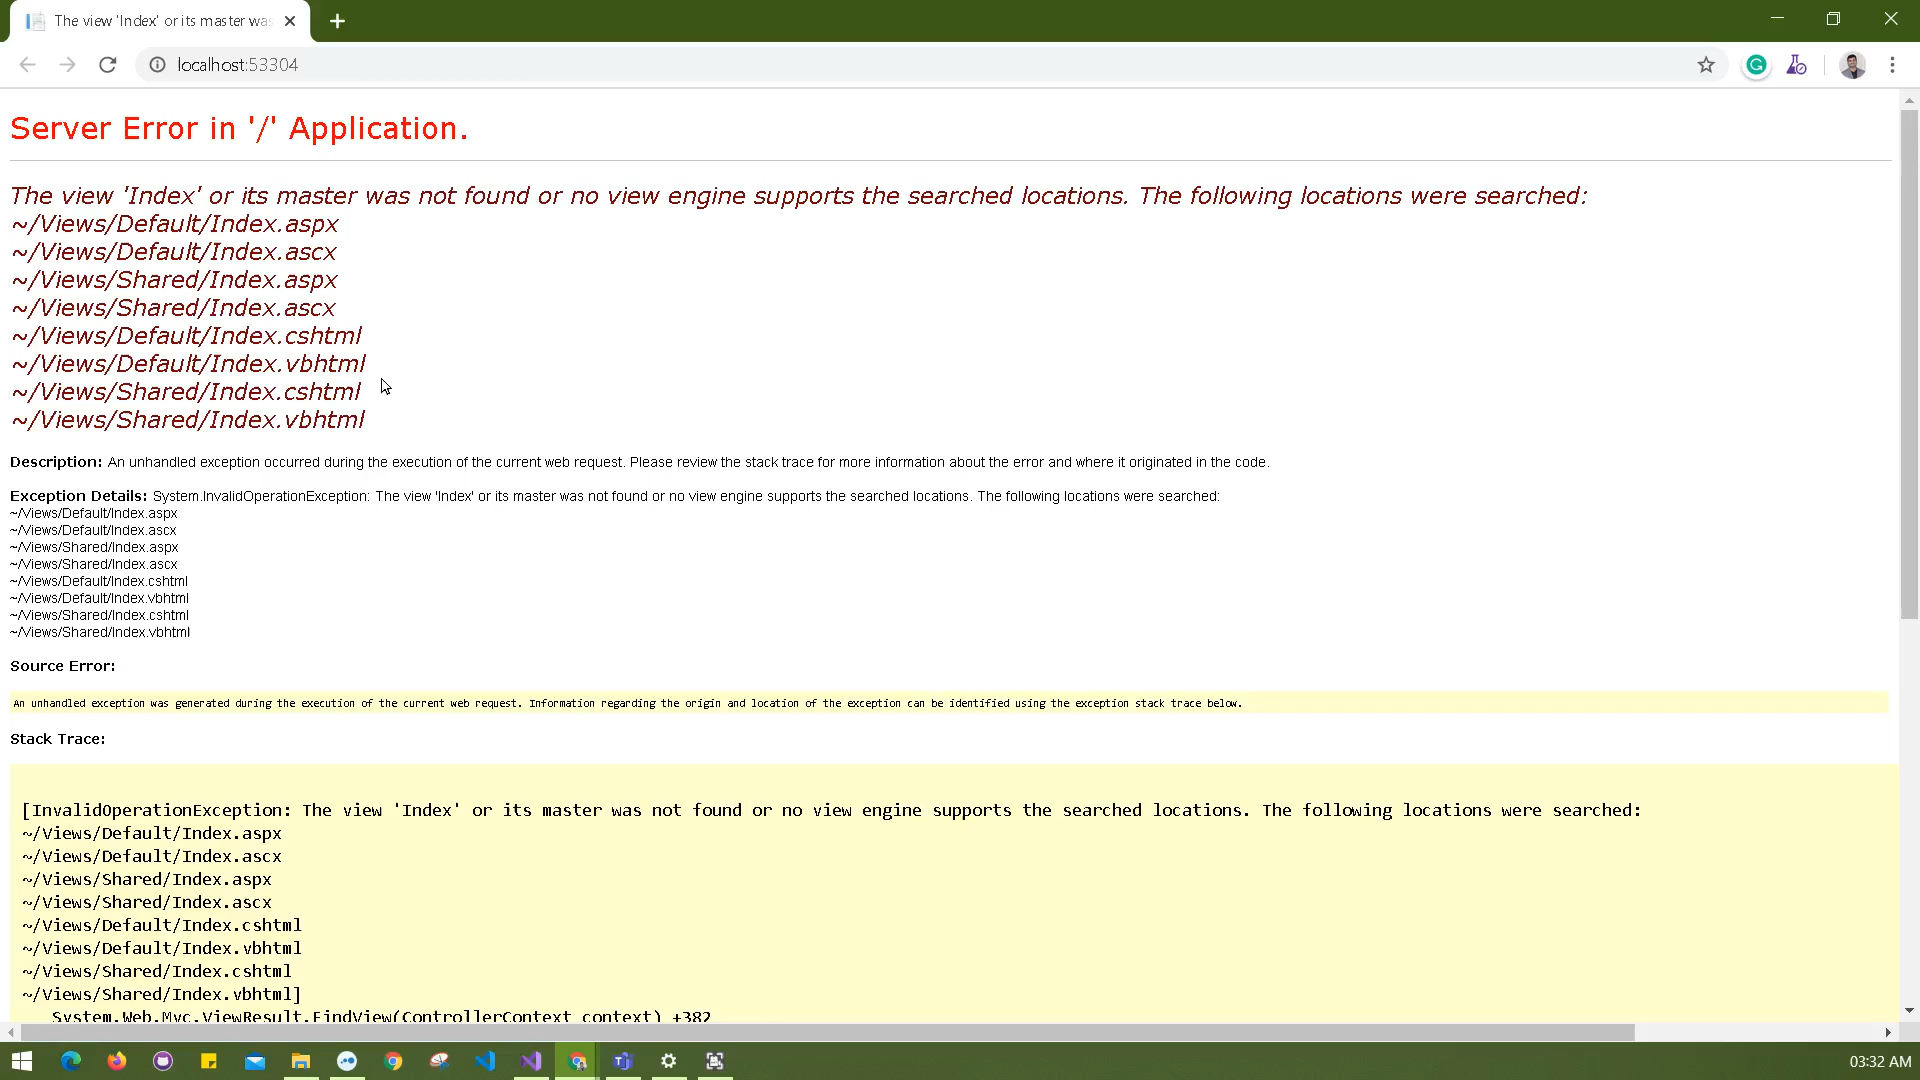 The view 'Index' or its master was
localhost:53304
Server Error in '/' Application.
The view 'Index' or its master was not found or no view engine supports the searched locations. The following locations were searched:
~/Views/Default/Index.aspx
~/Views/Default/Index.ascx
~/Views/Shared/Index.aspx
~/Views/Shared/Index.ascx
~/Views/Default/Index.cshtml
~/Views/Default/Index.vbhtml
~/Views/Shared/Index.cshtml
~/Views/Shared/Index.vbhtml
Description: An unhandled exception occurred during the execution of the current web request. Please review the stack trace for more information about the error and where it originated in the code.
Exception Details: System.InvalidOperationException: The view 'Index' or its master was not found or no view engine supports the searched locations. The following locations were searched:
~/Views/Default/Index.aspx
~/Views/Default/Index.ascx
~/Views/Shared/Index.aspx
~/Views/Shared/Index.ascx
~/Views/Default/Index.cshtml
~/Views/Default/Index.vbhtml
~/Views/Shared/Index.cshtml
~/Views/Shared/Index.vbhtml
Source Error:
An unhandled exception was generated during the execution of the current web request. Information regarding the origin and location of the exception can be identified using the exception stack trace below.
Stack Trace:
[InvalidOperationException: The view 'Index' or its master was not found or no view engine supports the searched locations. The following locations were searched:
~/Views/Default/Index.aspx
~/Views/Default/Index.ascx
~/Views/Shared/Index.aspx
~/Views/Shared/Index.ascx
~/Views/Default/Index.cshtml
~/Views/Default/Index.vbhtml
~/Views/Shared/Index.cshtml
~/Views/Shared/Index.vbhtml]
System.Web.Mvc.ViewResult.FindView(ControllerContext context) +382
03:32 AM